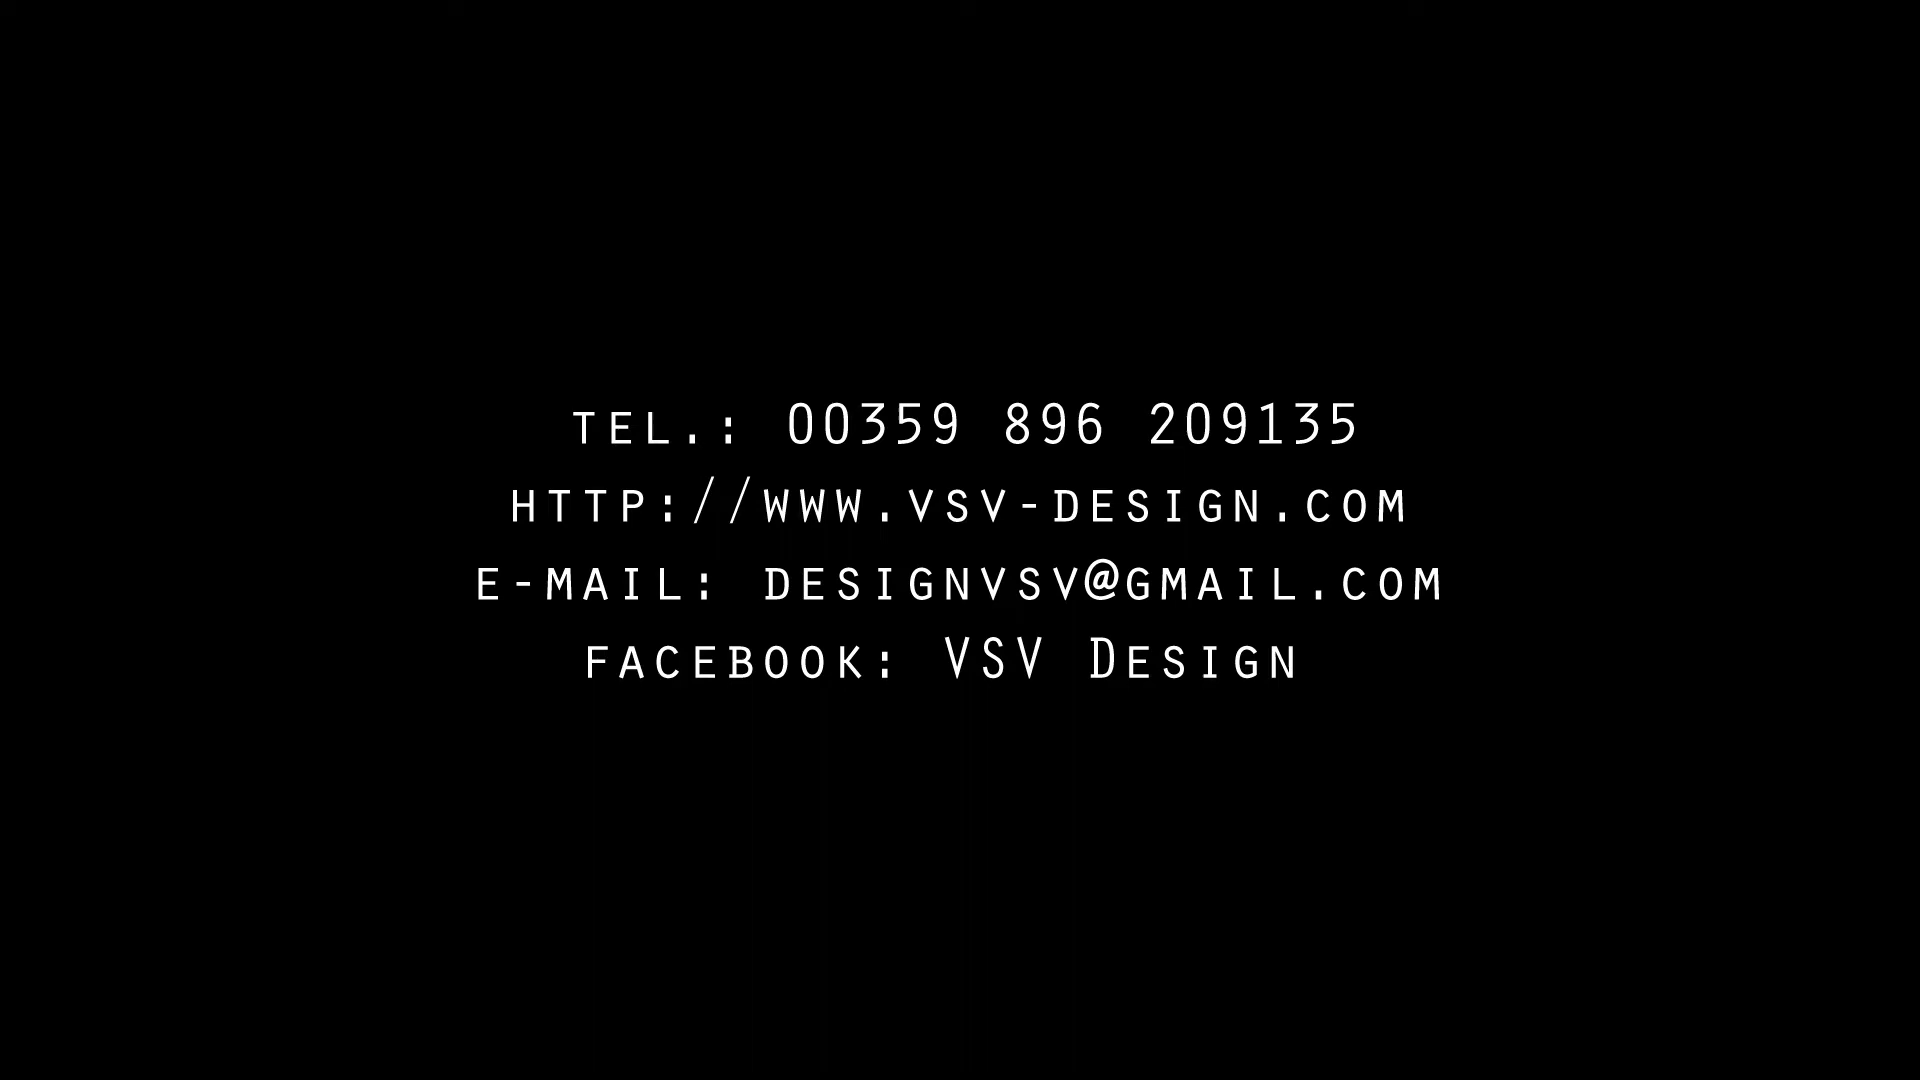 TEL.: 00359 896 209135
HTTP://WWW.VSV-DESIGN.COM
E-MAIL: DESIGNVSV@GMAIL.COM
FACEBOOK: VSV DESIGN